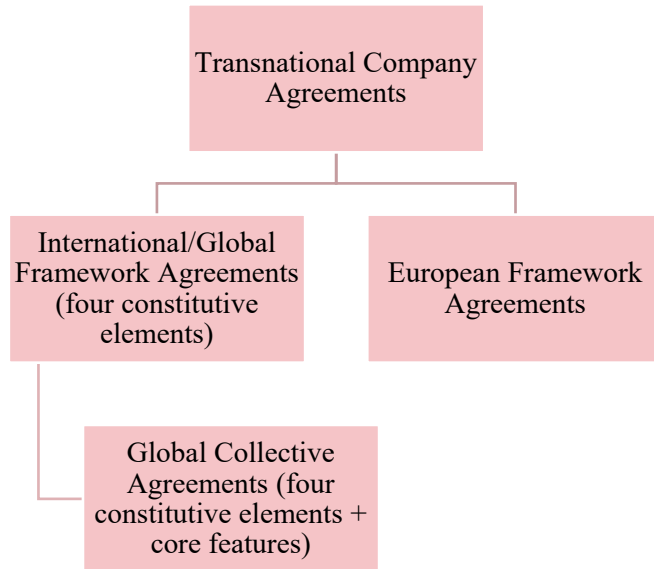 Transnational Company
Agreements
International/Global
Framework Agreements
(four constitutive
elements)
European Framework
Agreements
Global Collective
Agreements (four
constitutive elements +
core features)